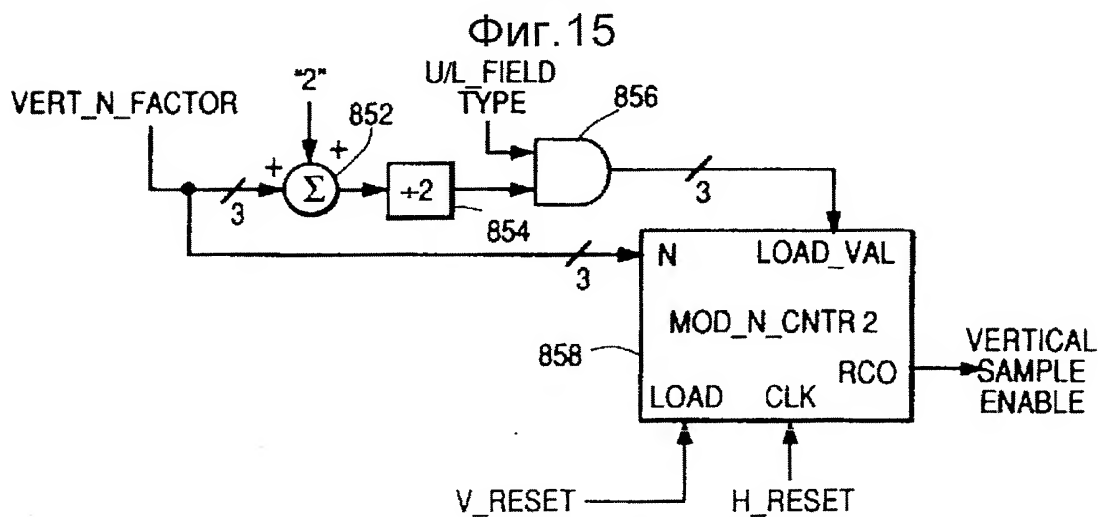 Фиг.15
VERT_N_FACTOR
"2"
U/L_FIELD
TYPE
852
856
+
+
Σ
3
÷2
854
3
3
N
LOAD_VAL
MOD_N_CNTR 2
858
RCO
LOAD
CLK
VERTICAL
SAMPLE
ENABLE
V_RESET
H_RESET